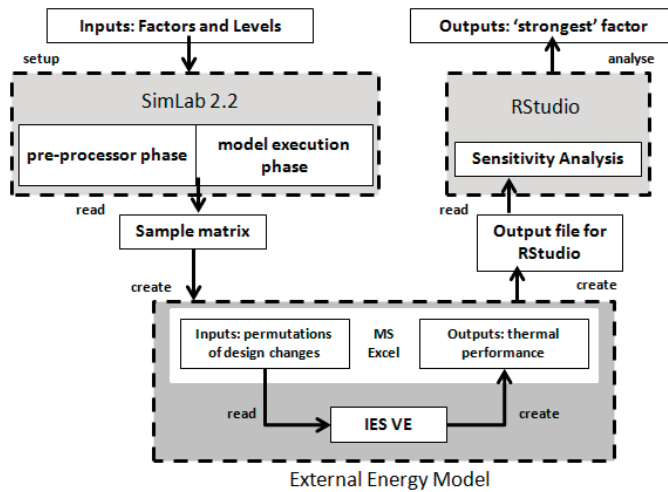 Inputs: Factors and Levels
setup
SimLab 2.2
pre-processor phase
model execution
phase
read
Sample matrix
create
Outputs: ‘strongest’ factor
analyse
RStudio
Sensitivity Analysis
read
Output file for
RStudio
create
Inputs: permutations
of design changes
MS
Excel
Outputs: thermal
performance
read
IES VE
create
External Energy Model